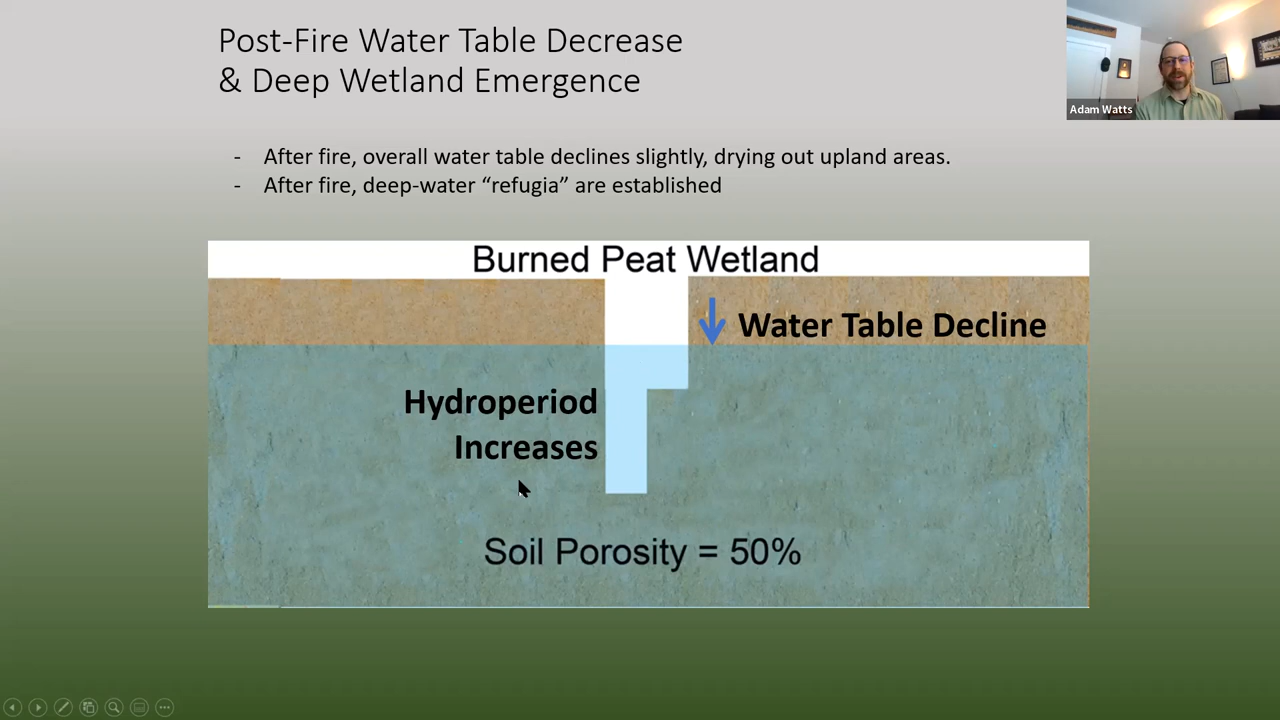 Post-Fire Water Table Decrease
& Deep Wetland Emergence
Adam Watts
- After fire, overall water table declines slightly, drying out upland areas.
- After fire, deep-water “refugia” are established
Burned Peat Wetland
Water Table Decline
Hydroperiod
Increases
Soil Porosity = 50%